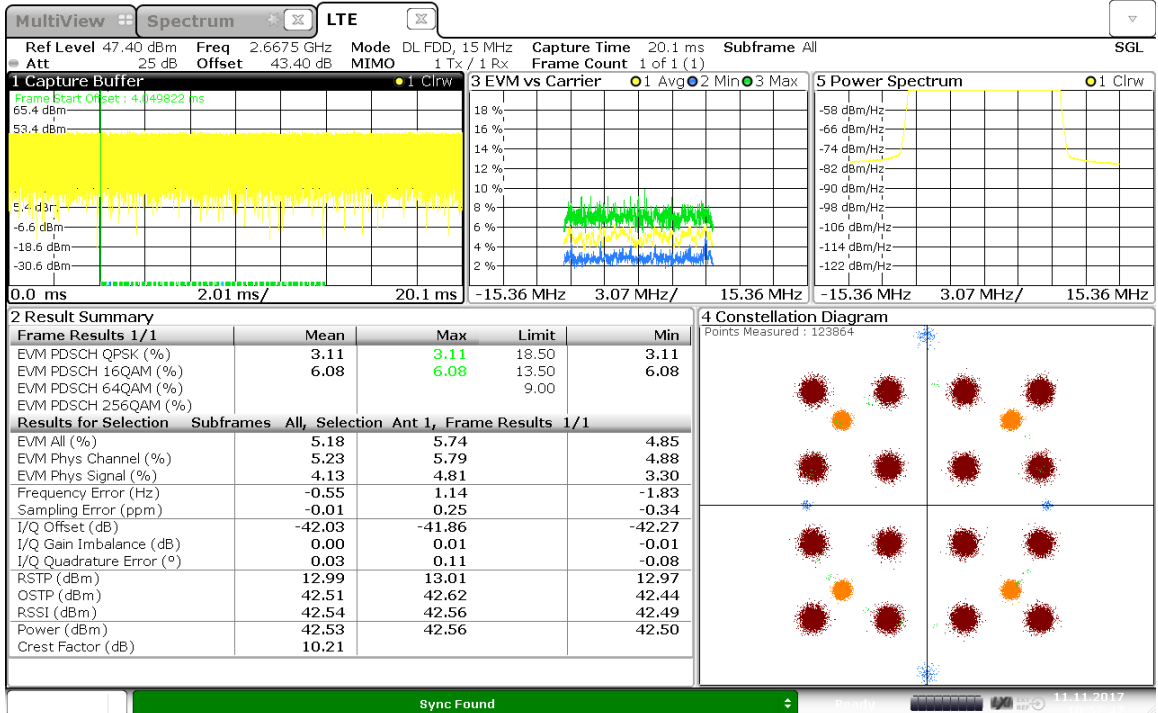 MultiView Spectrum LTE
Ref Level 47.40 dBm Freq 2.6675 GHz Mode DL FDD, 15 MHz Capture Time 20.1 ms Subframe All SGL
Att 25 dB Offset 43.40 dB MIMO 1 Tx / 1 Rx Frame Count 1 of 1 (1)
1 Capture Buffer 1 Clrw
Frame Start Offset : 4.049822 ms
65.4 dBm
53.4 dBm
5.4 dBm
-6.6 dBm
-18.6 dBm
-30.6 dBm
0.0 ms 2.01 ms/ 20.1 ms
3 EVM vs Carrier 1 Avg 2 Min 3 Max
18 %
16 %
14 %
12 %
10 %
8 %
6 %
4 %
2 %
-15.36 MHz 3.07 MHz/ 15.36 MHz
5 Power Spectrum 1 Clrw
-58 dBm/Hz
-66 dBm/Hz
-74 dBm/Hz
-82 dBm/Hz
-90 dBm/Hz
-98 dBm/Hz
-106 dBm/Hz
-114 dBm/Hz
-122 dBm/Hz
-15.36 MHz 3.07 MHz/ 15.36 MHz
2 Result Summary
Frame Results 1/1 Mean Max Limit Min
EVM PDSCH QPSK (%) 3.11 3.11 18.50 3.11
EVM PDSCH 16QAM (%) 6.08 6.08 13.50 6.08
EVM PDSCH 64QAM (%) 9.00
EVM PDSCH 256QAM (%)
Results for Selection Subframes All, Selection Ant 1, Frame Results 1/1
EVM All (%) 5.18 5.74 4.85
EVM Phys Channel (%) 5.23 5.79 4.88
EVM Phys Signal (%) 4.13 4.81 3.30
Frequency Error (Hz) -0.55 1.14 -1.83
Sampling Error (ppm) -0.01 0.25 -0.34
I/Q Offset (dB) -42.03 -41.86 -42.27
I/Q Gain Imbalance (dB) 0.00 0.01 -0.01
I/Q Quadrature Error (°) 0.03 0.11 -0.08
RSTP (dBm) 12.99 13.01 12.97
OSTP (dBm) 42.51 42.62 42.44
RSSI (dBm) 42.54 42.56 42.49
Power (dBm) 42.53 42.56 42.50
Crest Factor (dB) 10.21
4 Constellation Diagram
Points Measured : 123864
Sync Found
Ready
LXI
EXT REF
11.11.2017